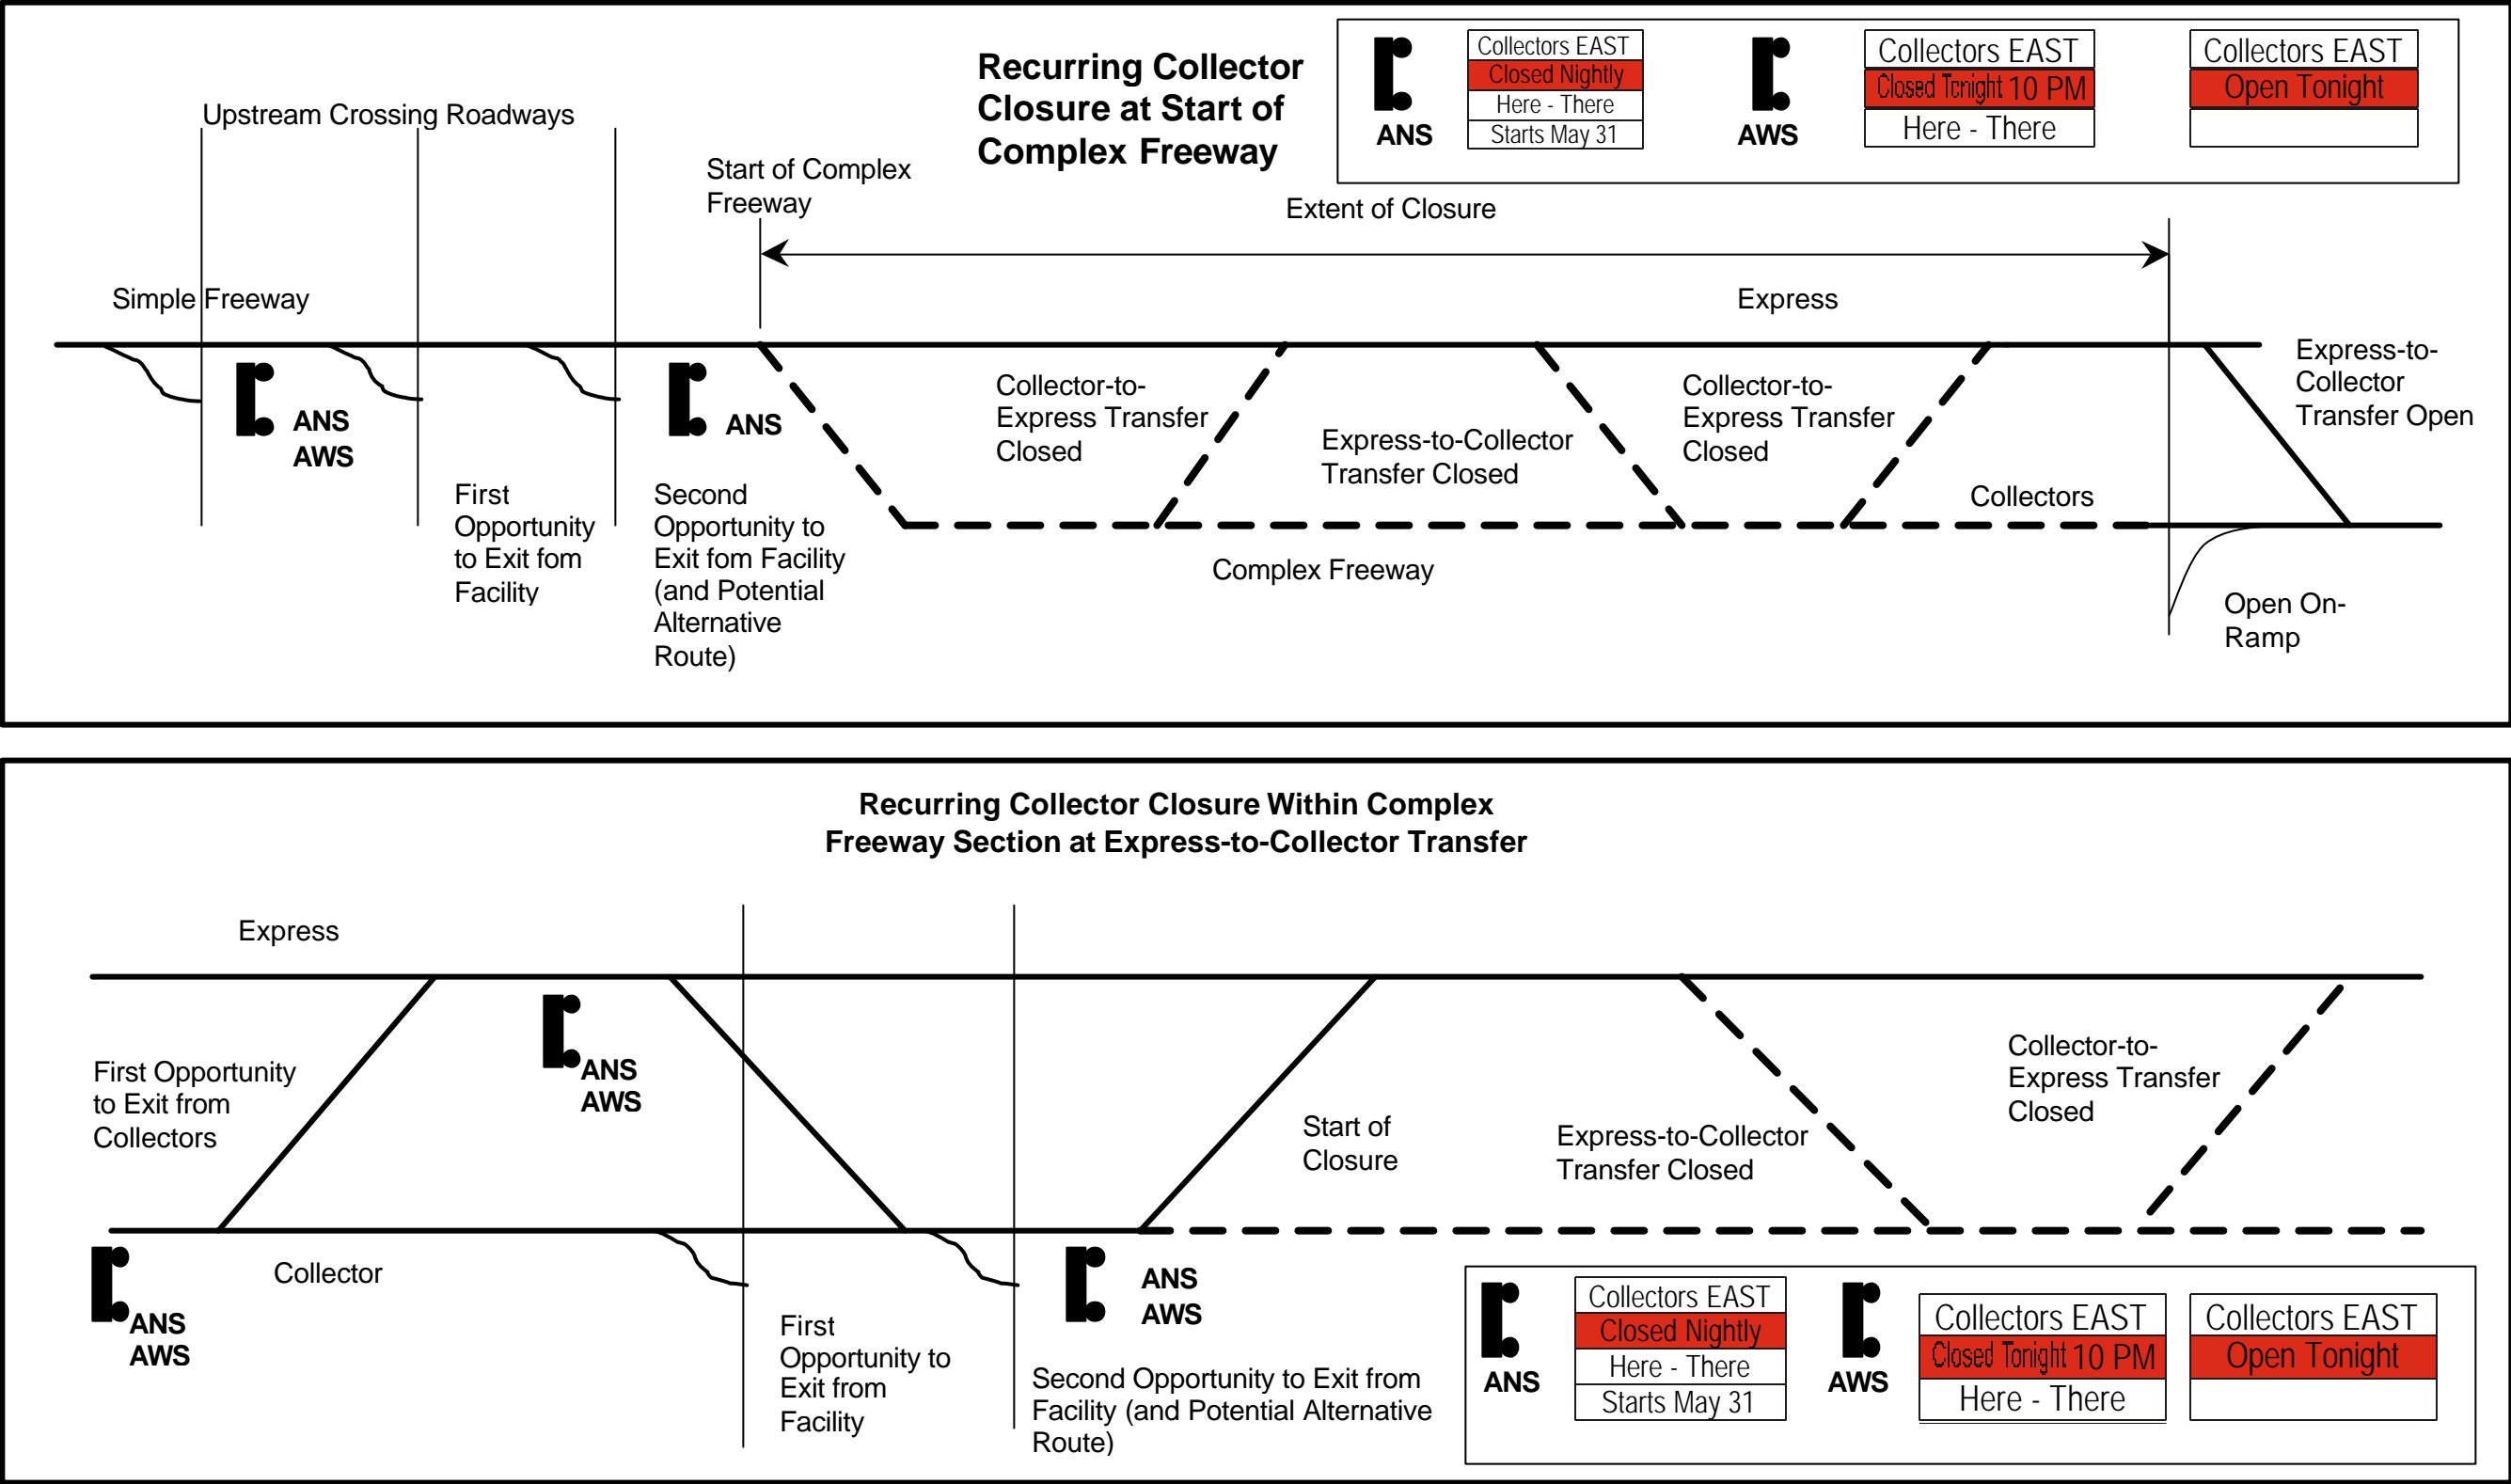 Recurring Collector
Closure at Start of
Complex Freeway
ANS
Collectors EAST
Closed Nightly
Here - There
Starts May 31
AWS
Collectors EAST
Closed Tonight 10 PM
Here - There
Collectors EAST
Open Tonight
Upstream Crossing Roadways
Start of Complex
Freeway
Extent of Closure
Simple Freeway
Express
ANS
AWS
ANS
Collector-to-
Express Transfer
Closed
Express-to-Collector
Transfer Closed
Collector-to-
Express Transfer
Closed
Express-to-
Collector
Transfer Open
First
Opportunity
to Exit fom
Facility
Second
Opportunity to
Exit fom Facility
(and Potential
Alternative
Route)
Collectors
Complex Freeway
Open On-
Ramp
Recurring Collector Closure Within Complex
Freeway Section at Express-to-Collector Transfer
Express
First Opportunity
to Exit from
Collectors
ANS
AWS
Start of
Closure
Express-to-Collector
Transfer Closed
Collector-to-
Express Transfer
Closed
Collector
ANS
AWS
First
Opportunity to
Exit from
Facility
ANS
AWS
Second Opportunity to Exit from
Facility (and Potential Alternative
Route)
ANS
Collectors EAST
Closed Nightly
Here - There
Starts May 31
AWS
Collectors EAST
Closed Tonight 10 PM
Here - There
Collectors EAST
Open Tonight